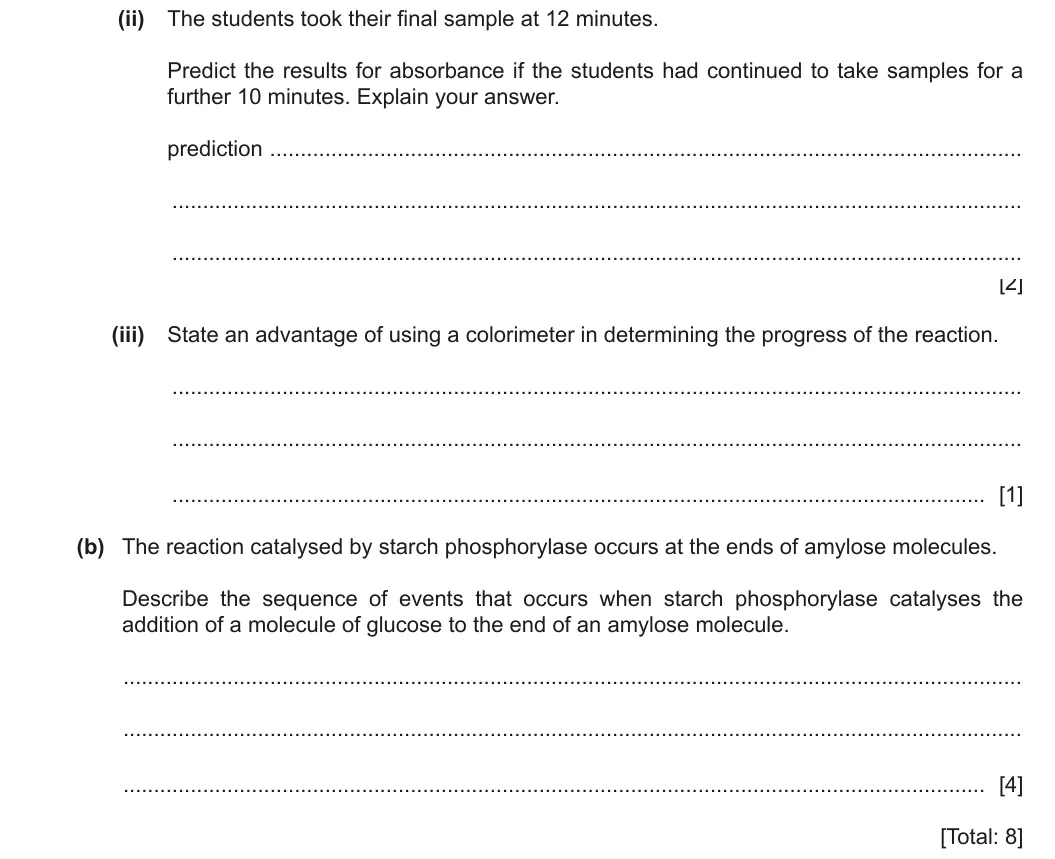 (ii) The students took their final sample at 12 minutes.
Predict the results for absorbance if the students had continued to take samples for a
further 10 minutes. Explain your answer.
prediction ..............................................................................................................................
..............................................................................................................................................
..............................................................................................................................................
[2]
(iii) State an advantage of using a colorimeter in determining the progress of the reaction.
..............................................................................................................................................
..............................................................................................................................................
....................................................................................................................................... [1]
(b) The reaction catalysed by starch phosphorylase occurs at the ends of amylose molecules.
Describe the sequence of events that occurs when starch phosphorylase catalyses the
addition of a molecule of glucose to the end of an amylose molecule.
......................................................................................................................................................
......................................................................................................................................................
............................................................................................................................................... [4]
[Total: 8]